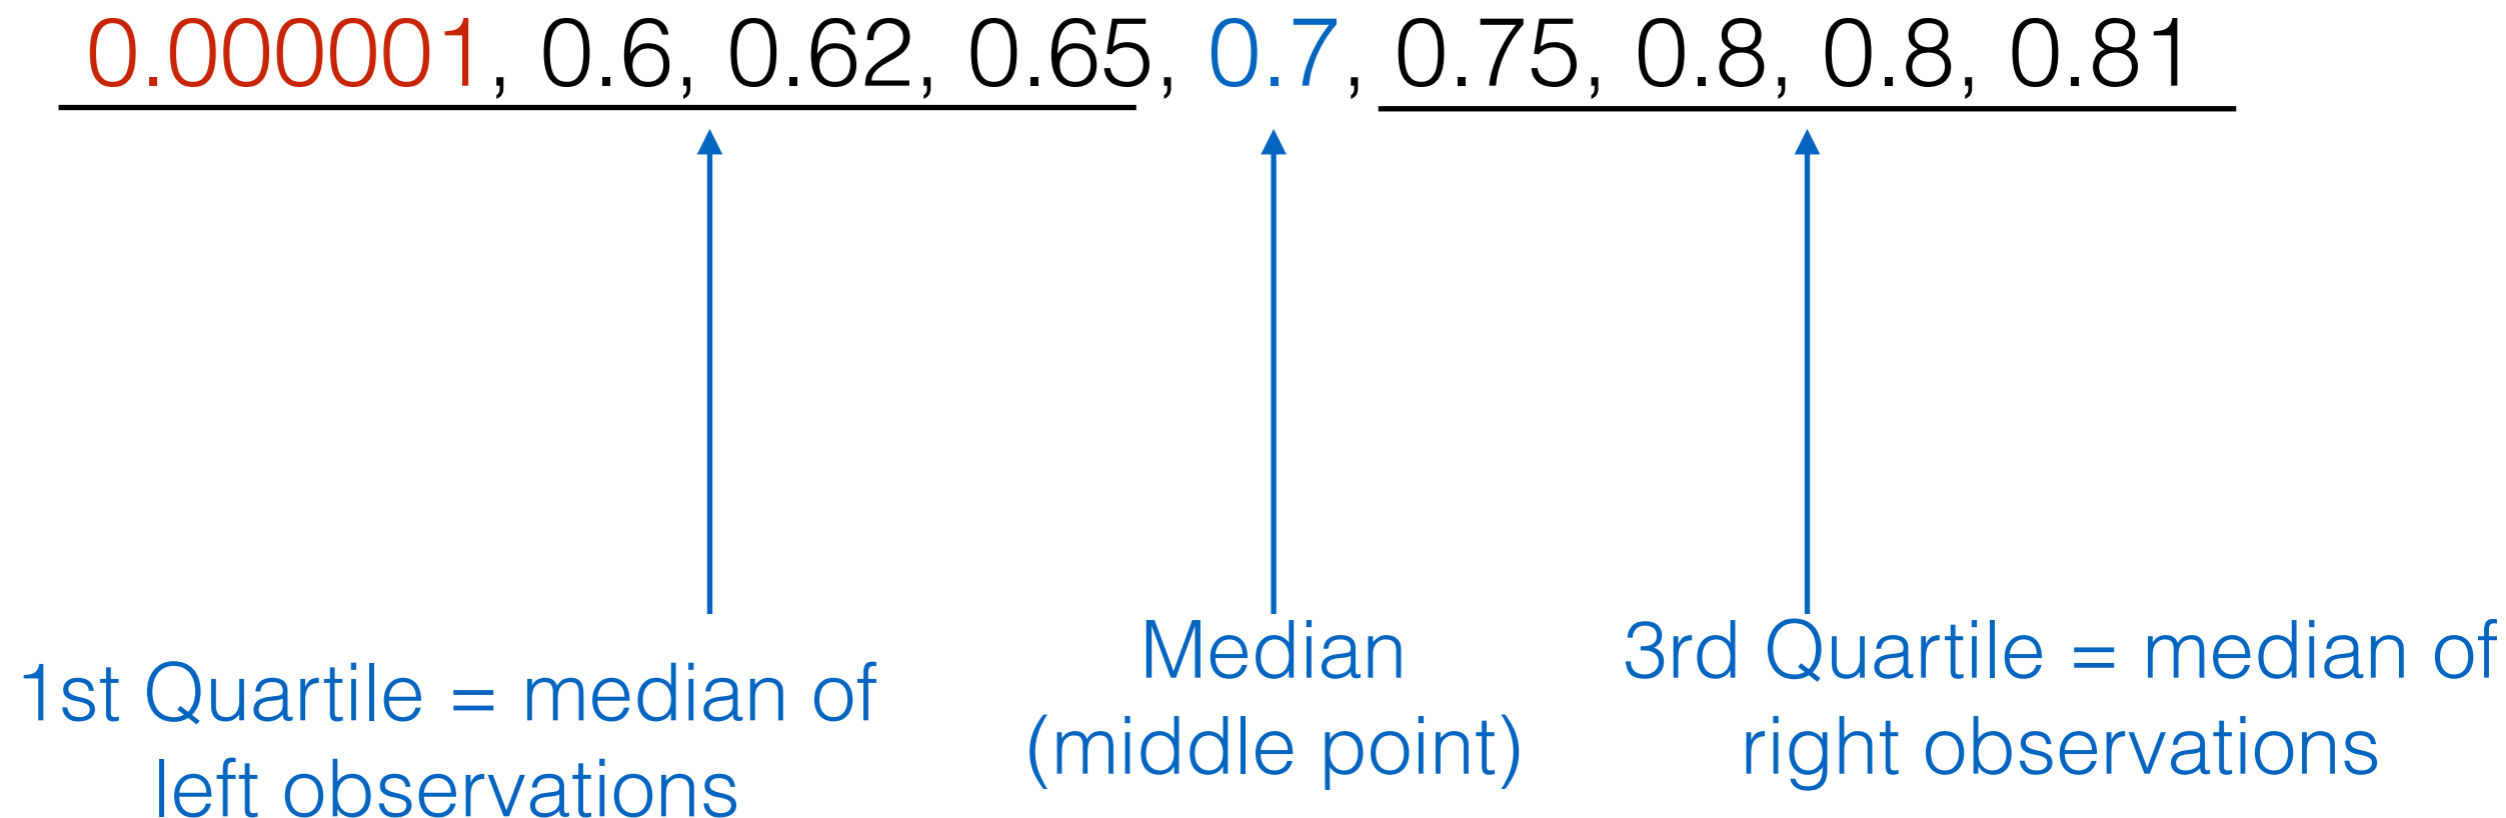 0.000001, 0.6, 0.62, 0.65, 0.7, 0.75, 0.8, 0.8, 0.81
1st Quartile = median of
left observations
Median
(middle point)
3rd Quartile = median of
right observations